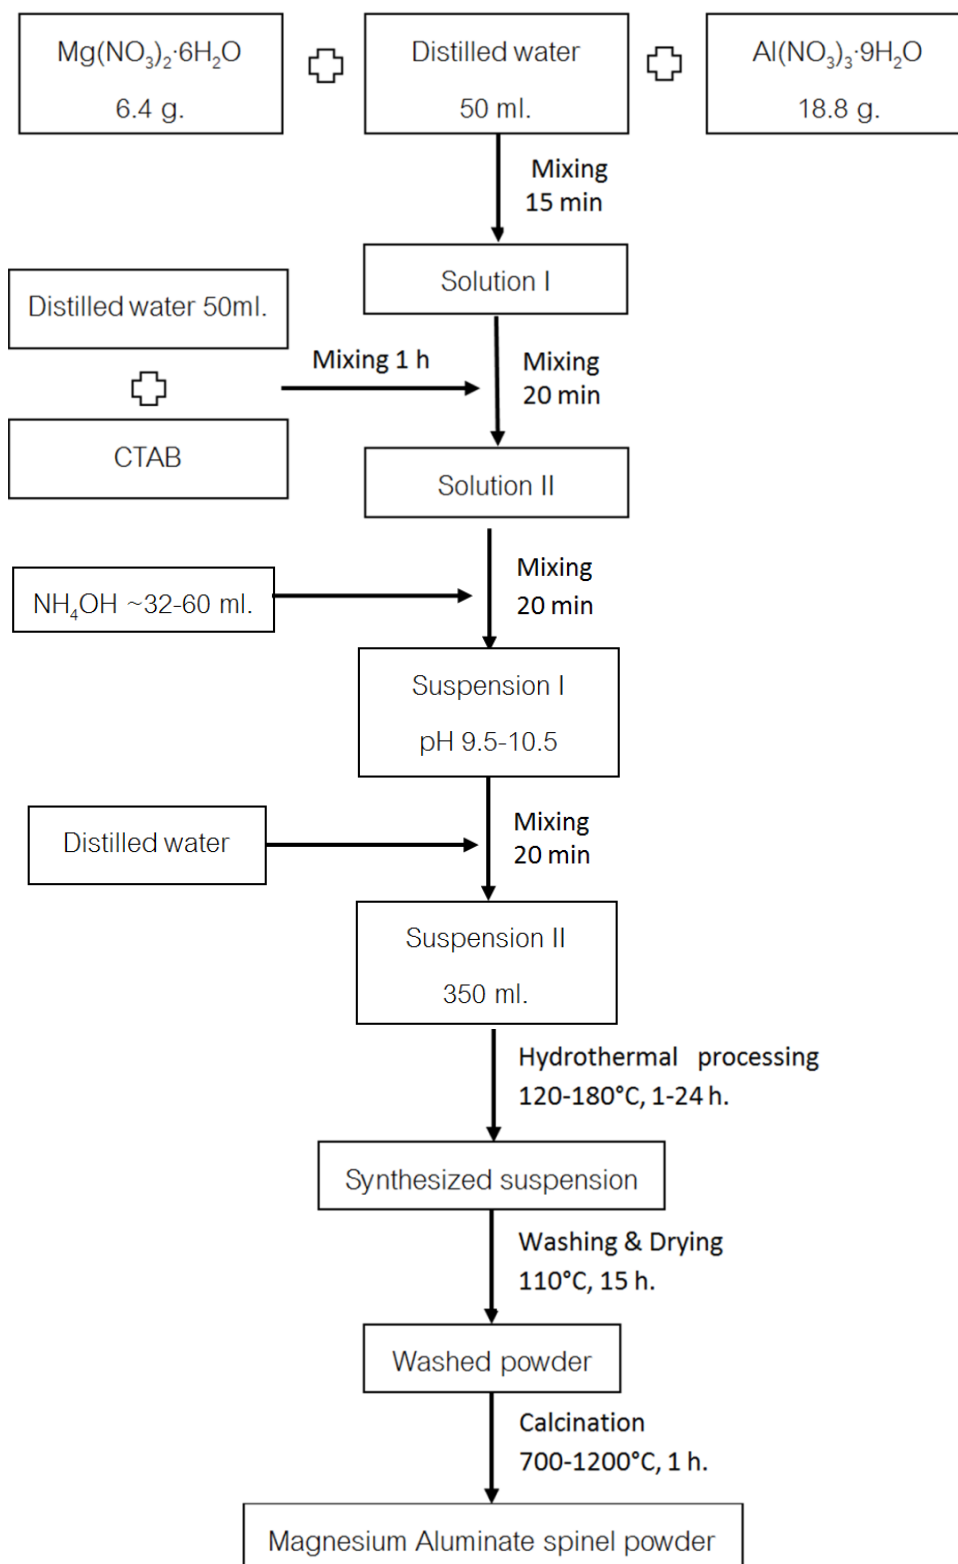 Mg(NO₃)₂·6H₂O
6.4 g.
Distilled water
50 ml.
Al(NO₃)₃·9H₂O
18.8 g.
Mixing
15 min
Solution I
Distilled water 50ml.
Mixing 1 h
Mixing
20 min
CTAB
Solution II
Mixing
20 min
NH₄OH ~32-60 ml.
Suspension I
pH 9.5-10.5
Mixing
20 min
Distilled water
Suspension II
350 ml.
Hydrothermal processing
120-180°C, 1-24 h.
Synthesized suspension
Washing & Drying
110°C, 15 h.
Washed powder
Calcination
700-1200°C, 1 h.
Magnesium Aluminate spinel powder